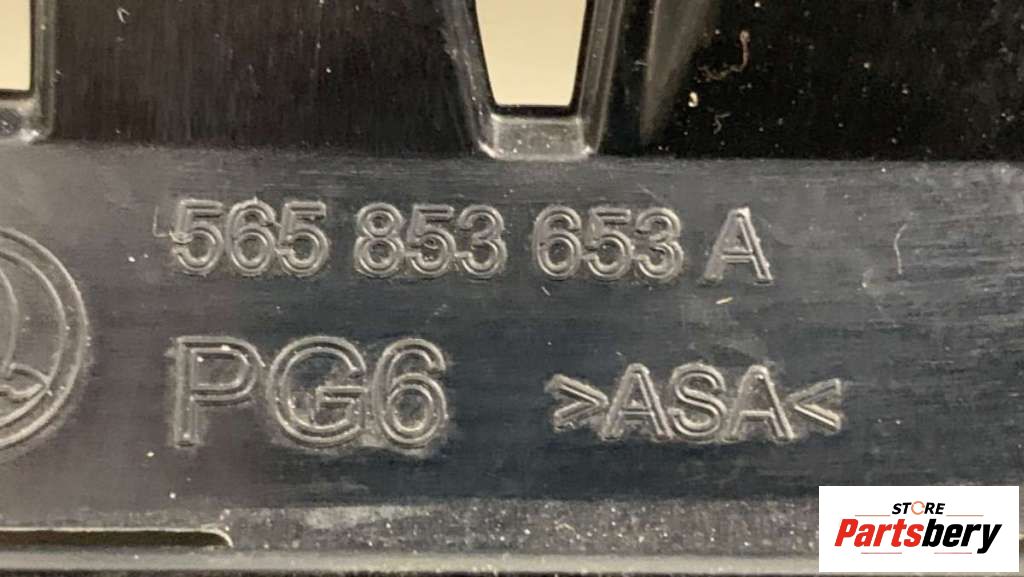 565 853 653 A
PG6 >ASA<
STORE
Partsbery